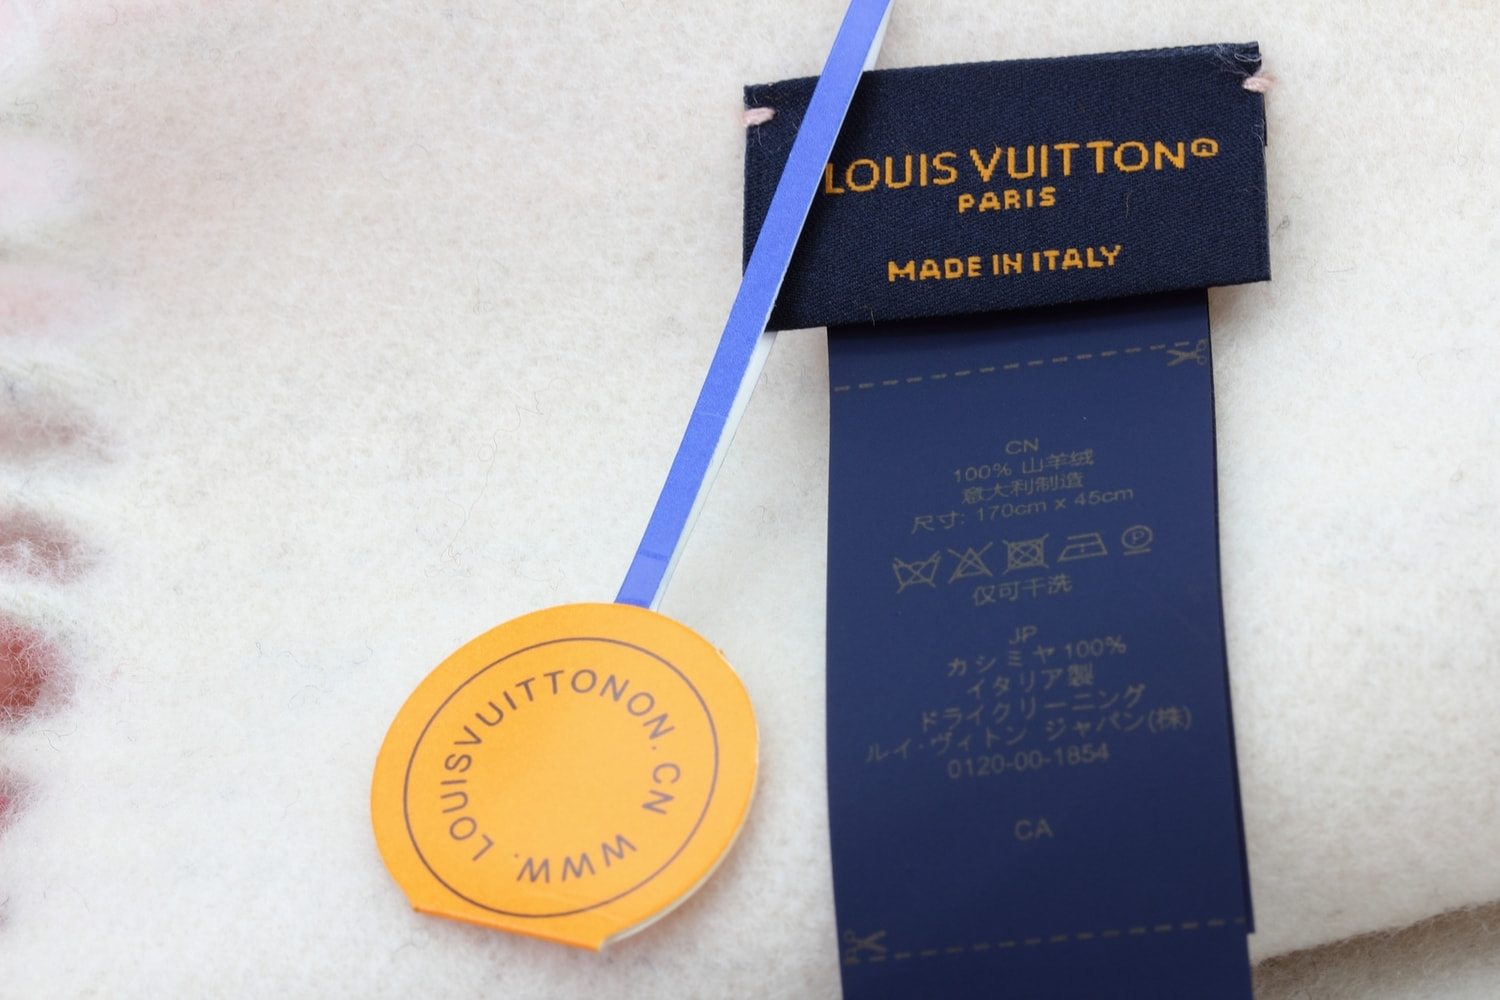 LOUIS VUITTON®
PARIS
MADE IN ITALY
CN
100% 山羊绒
意大利制造
尺寸: 170cm x 45cm
P
仅可干洗
JP
カシミヤ100%
イタリア製
ドライクリーニング
ルイ・ヴィトン ジャパン(株)
0120-00-1854
CA
WWW.LOUISVUITTONON.CN